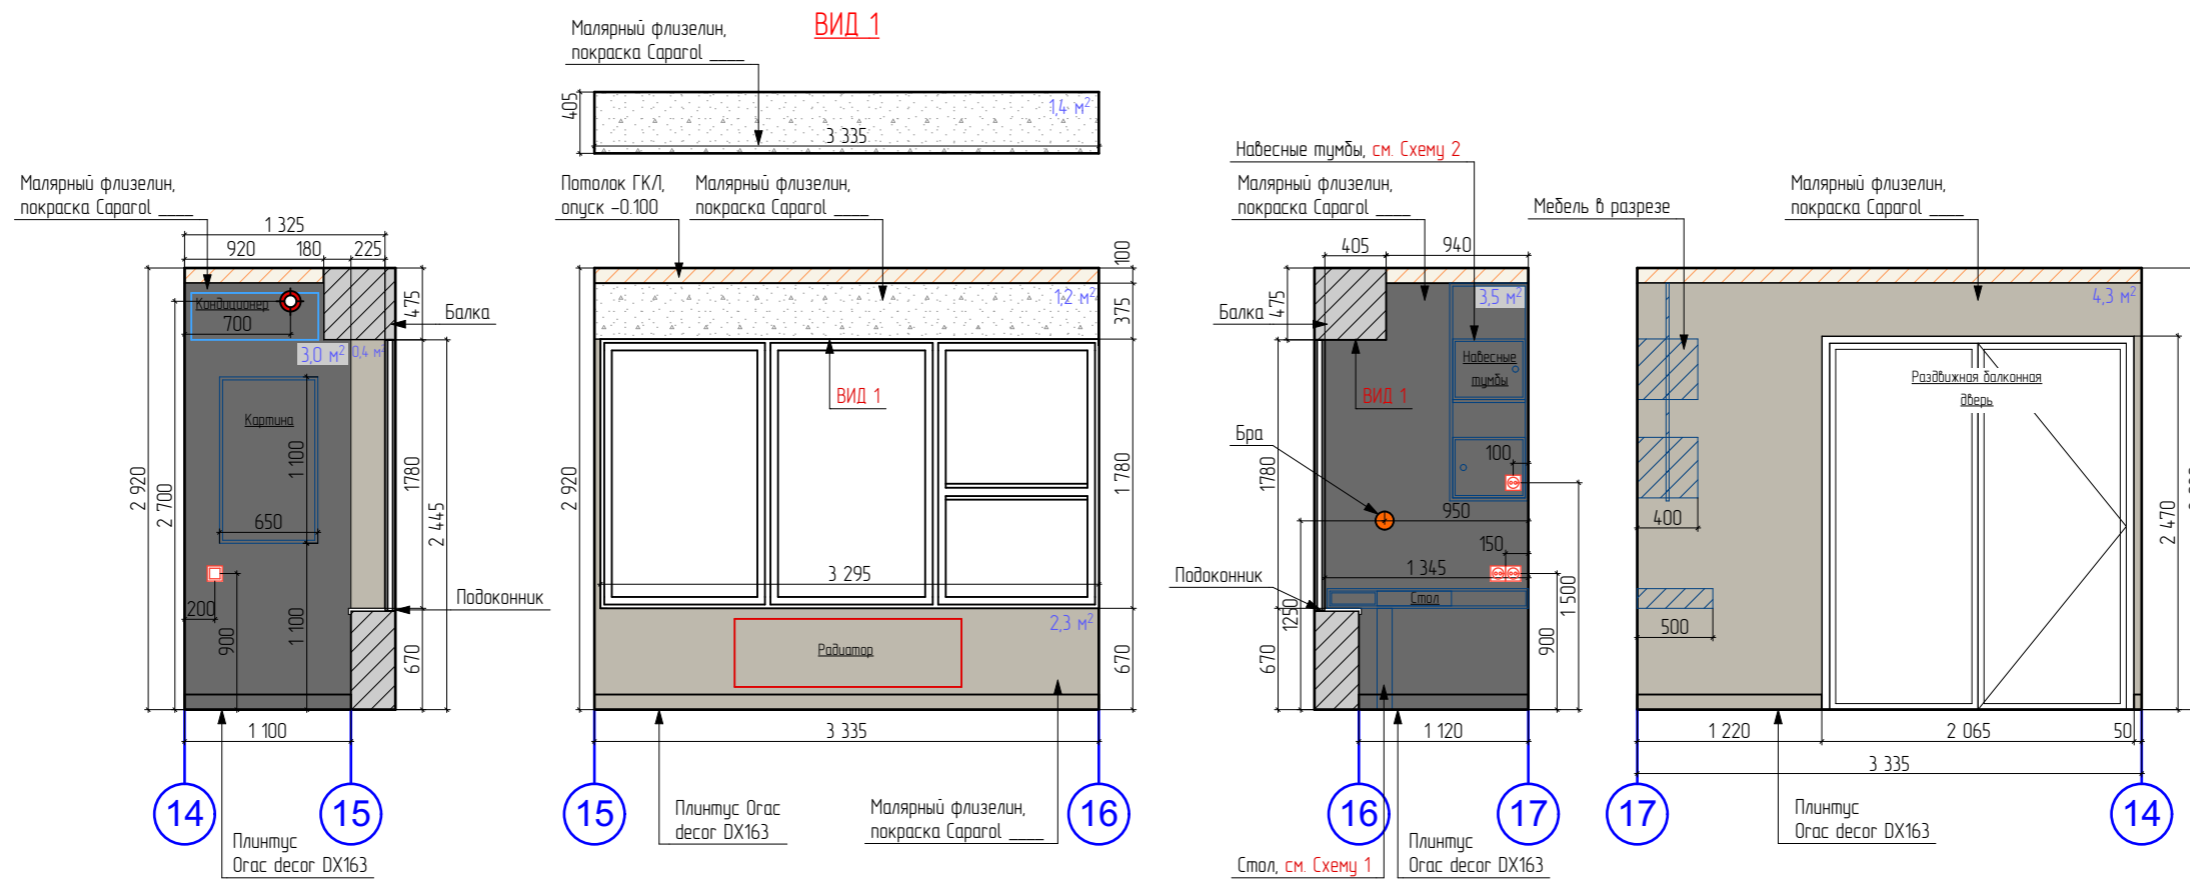 ВИД 1
Малярный флизелин,
покраска Caparol ____
405
1,4 м²
3 335
Малярный флизелин,
покраска Caparol ____
1 325
920
180
225
Кондиционер
700
475
Балка
3,0 м²
0,4 м²
Картина
1 100
650
2 920
2 700
1780
2 445
200
900
1 100
Подоконник
670
1 100
14
15
Плинтус
Orac decor DX163
Потолок ГКЛ,
опуск -0.100
Малярный флизелин,
покраска Caparol ____
100
1,2 м²
375
ВИД 1
2 920
1 780
3 295
2,3 м²
Радиатор
670
3 335
15
16
Плинтус Orac
decor DX163
Малярный флизелин,
покраска Caparol ____
Навесные тумбы, см. Схему 2
Малярный флизелин,
покраска Caparol ____
405
940
475
Балка
3,5 м²
Навесные
тумбы
ВИД 1
Бра
100
1780
950
150
1 345
Подоконник
Стол
1250
1 500
900
670
1 120
16
17
Стол, см. Схему 1
Плинтус
Orac decor DX163
Мебель в разрезе
Малярный флизелин,
покраска Caparol ____
4,3 м²
Раздвижная балконная
дверь
400
500
2 470
1 220
2 065
50
3 335
17
14
Плинтус
Orac decor DX163